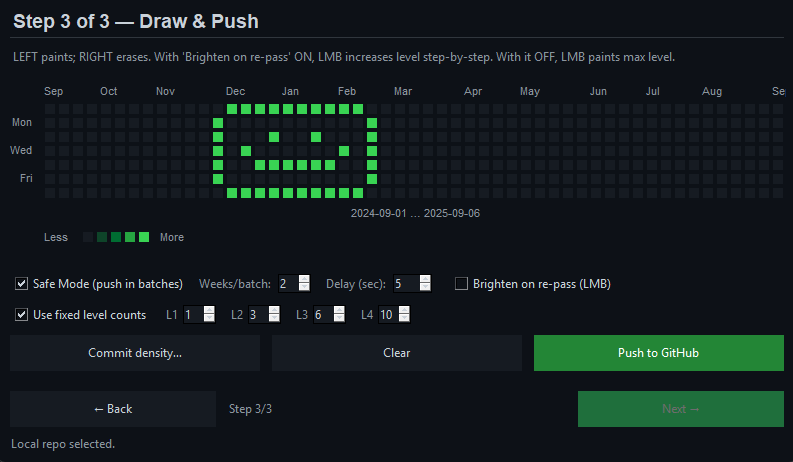 Step 3 of 3 — Draw & Push
LEFT paints; RIGHT erases. With 'Brighten on re-pass' ON, LMB increases level step-by-step. With it OFF, LMB paints max level.
Sep Oct Nov Dec Jan Feb Mar Apr May Jun Jul Aug Se
Mon
Wed
Fri
2024-09-01 … 2025-09-06
Less More
Safe Mode (push in batches) Weeks/batch: 2 Delay (sec): 5 Brighten on re-pass (LMB)
Use fixed level counts L1 1 L2 3 L3 6 L4 10
Commit density... Clear Push to GitHub
← Back Step 3/3 Next →
Local repo selected.